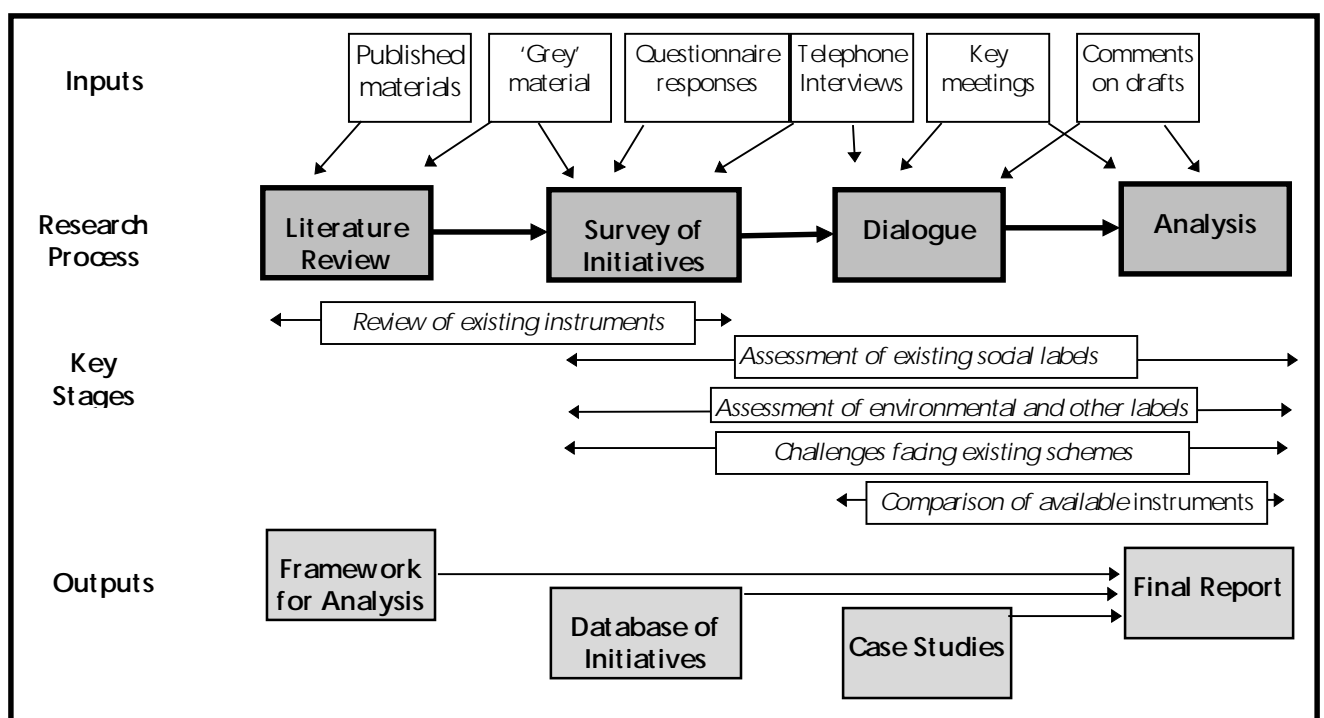 Inputs
Published
materials
'Grey'
material
Questionnaire
responses
Telephone
Interviews
Key
meetings
Comments
on drafts
Research
Process
Literature
Review
Survey of
Initiatives
Dialogue
Analysis
Key
Stages
Review of existing instruments
Assessment of existing social labels
Assessment of environmental and other labels
Challenges facing existing schemes
Comparison of available instruments
Outputs
Framework
for Analysis
Database of
Initiatives
Case Studies
Final Report